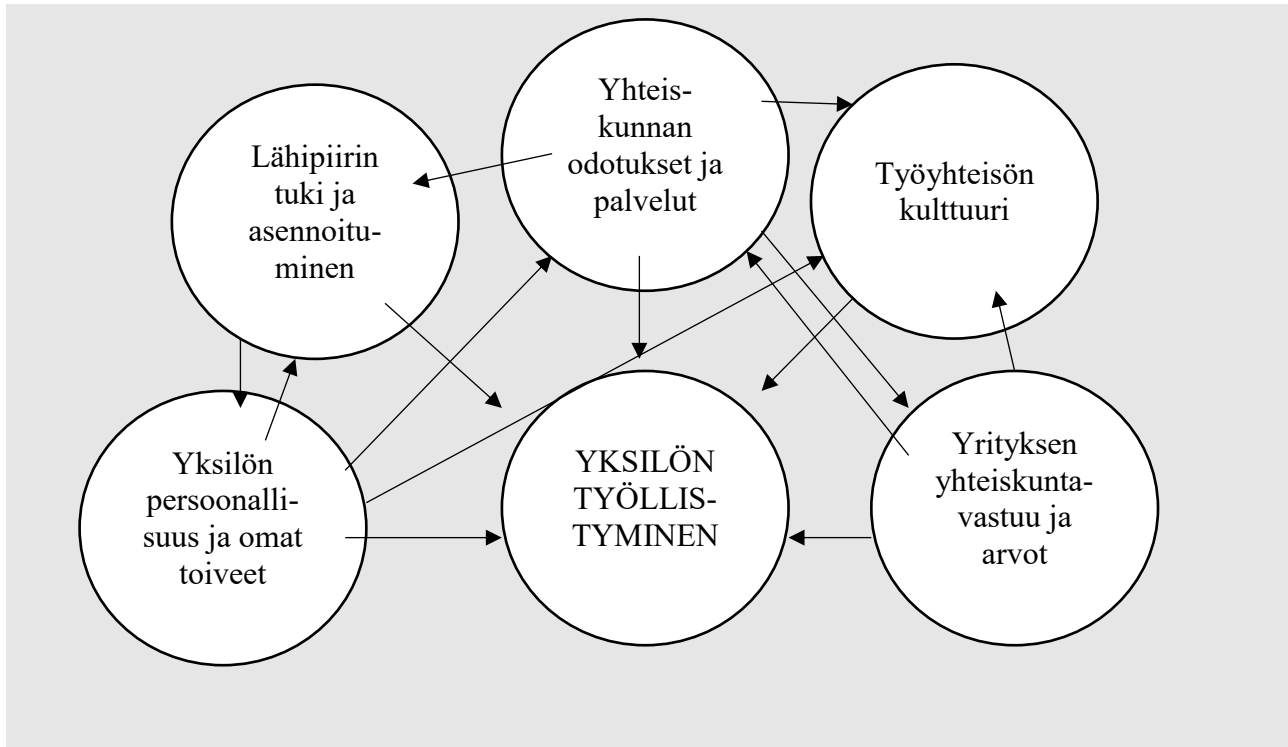 Lähipiirin
tuki ja
asennoitu-
minen
Yhteis-
kunnan
odotukset ja
palvelut
Työyhteisön
kulttuuri
Yksilön
persoonalli-
suus ja omat
toiveet
YKSILÖN
TYÖLLIS-
TYMINEN
Yrityksen
yhteiskunta-
vastuu ja
arvot